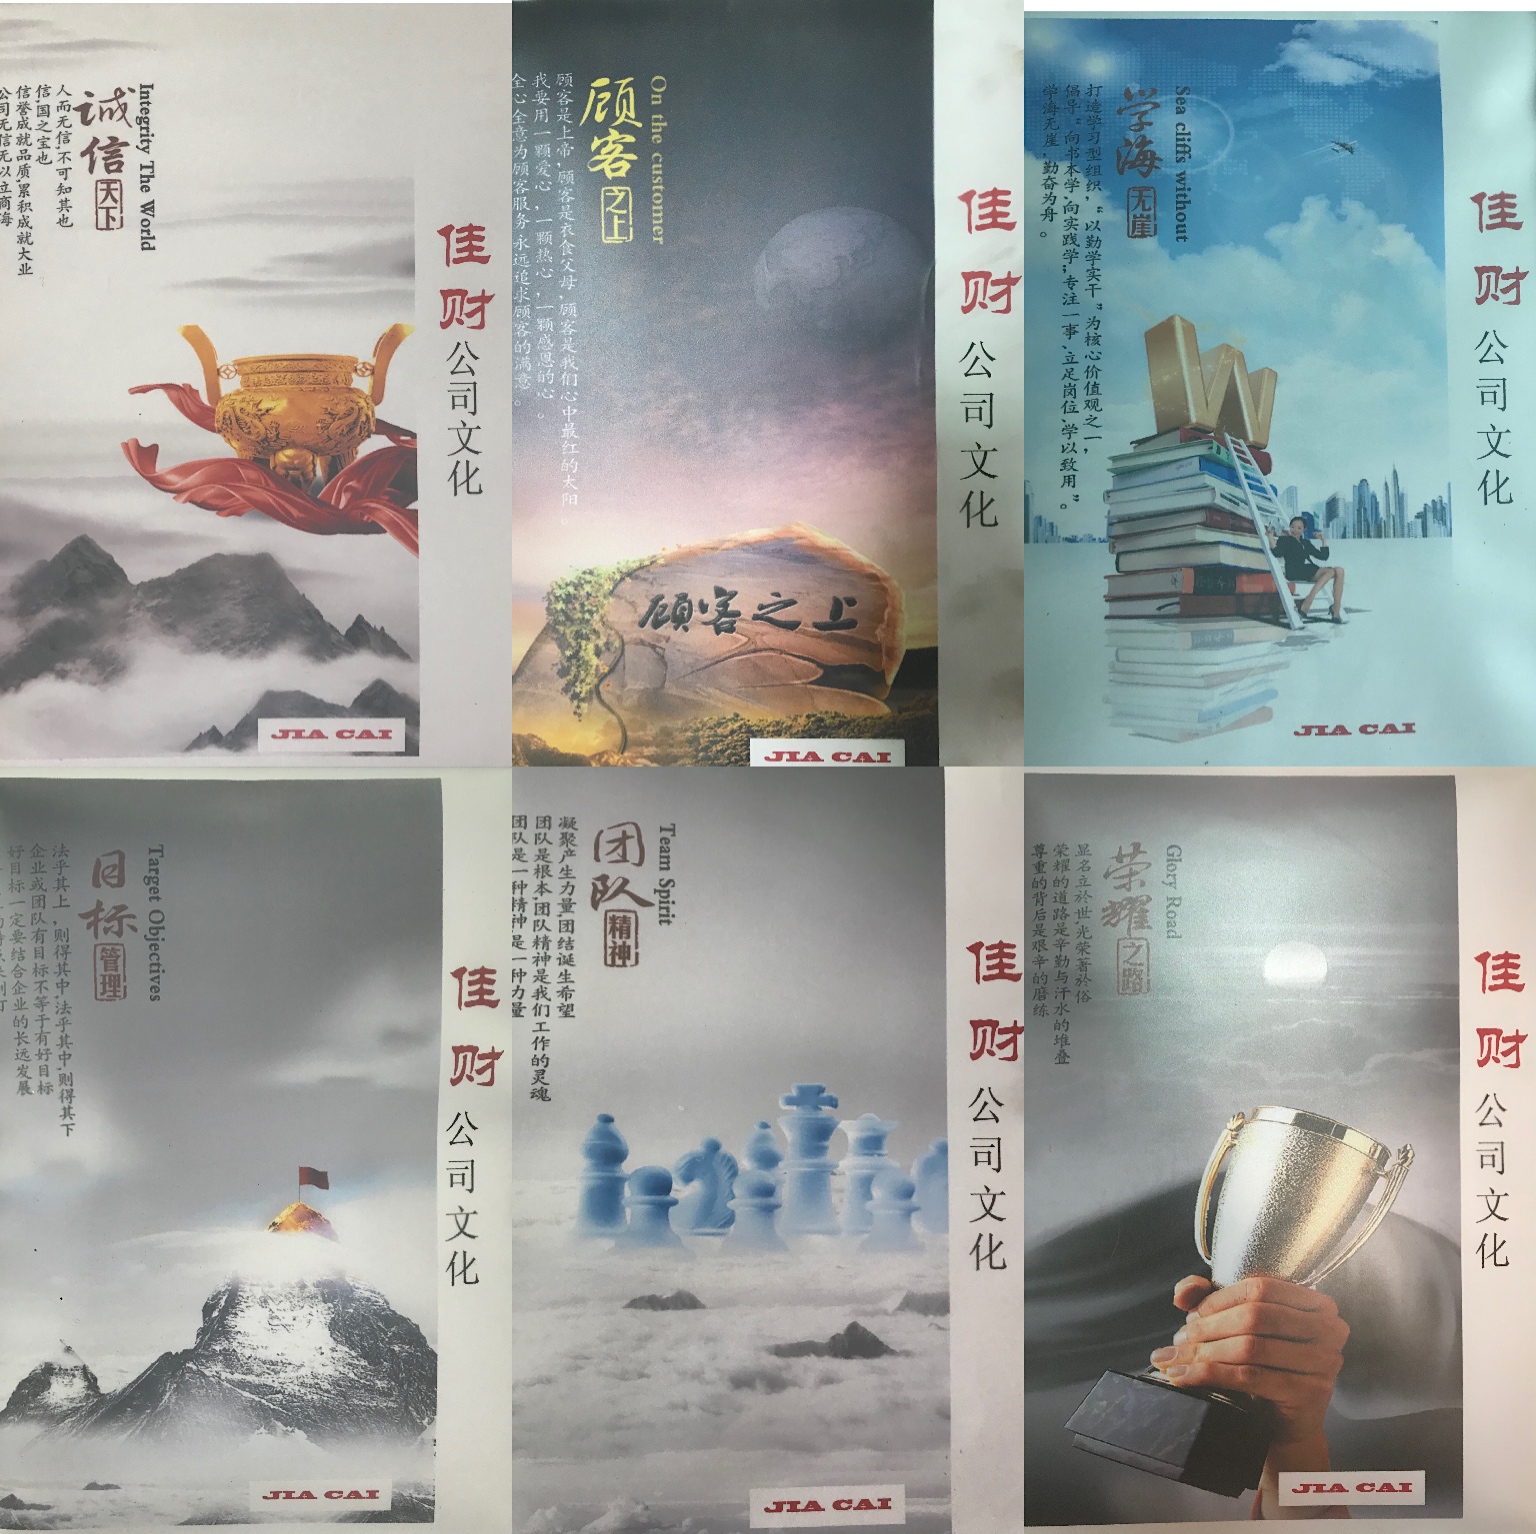 Integrity The World
诚信
天下
人而无信,不可知其也
信,国之宝也
信誉成就品质,累积成就大业
公司无信无以立商海
佳财
公司文化
JIA CAI
On the customer
顾客
之上
顾客是上帝,顾客是衣食父母,顾客是我们心中最红的太阳。
我要用一颗爱心,一颗热心,一颗感恩的心。
全心全意为顾客服务,永远追求顾客的满意。
顾客之上
佳财
公司文化
JIA CAI
Sea cliffs without
学海
无崖
打造学习型组织,“以勤学实干”为核心价值观之一,
倡导“向书本学,向实践学,专注一事、立足岗位、学以致用”。
学海无崖,勤奋为舟。
佳财
公司文化
JIA CAI
Target Objectives
目标
管理
法乎其上,则得其中,法乎其中,则得其下
企业或团队有目标不等于有好目标
好目标一定要结合企业的长远发展
佳财
公司文化
JIA CAI
Team Spirit
团队
精神
凝聚产生力量,团结诞生希望
团队是根本,团队精神是我们工作的灵魂
团队是一种精神,是一种力量
佳财
公司文化
JIA CAI
Glory Road
荣耀
之路
显名立於世,光荣著於俗
荣耀的道路是辛勤与汗水的堆叠
尊重的背后是艰辛的磨练
佳财
公司文化
JIA CAI